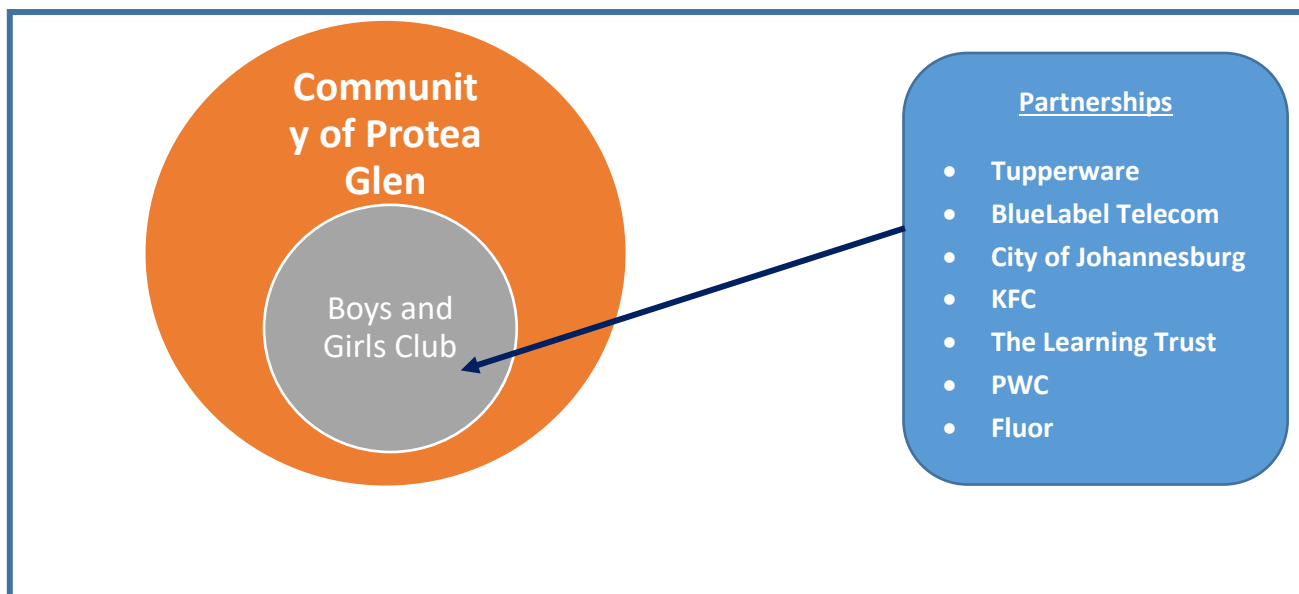 Communit
y of Protea
Glen
Boys and
Girls Club
Partnerships
• Tupperware
• BlueLabel Telecom
• City of Johannesburg
• KFC
• The Learning Trust
• PWC
• Fluor